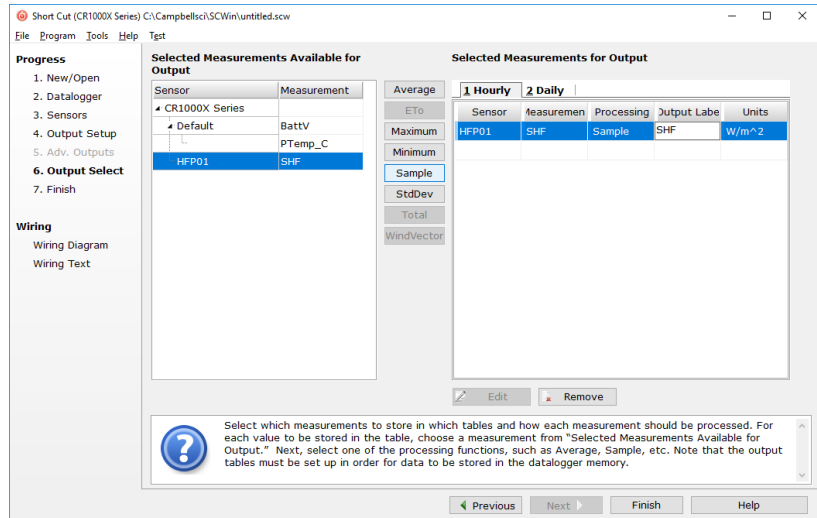 Short Cut (CR1000X Series) C:\Campbellsci\SCWin\untitled.scw
File Program Tools Help Test
Progress
1. New/Open
2. Datalogger
3. Sensors
4. Output Setup
5. Adv. Outputs
6. Output Select
7. Finish
Wiring
Wiring Diagram
Wiring Text
Selected Measurements Available for
Output
Sensor Measurement
CR1000X Series
Default BattV
PTemp_C
HFP01 SHF
Average
ETo
Maximum
Minimum
Sample
StdDev
Total
WindVector
Selected Measurements for Output
1 Hourly 2 Daily
Sensor Measuremen Processing Output Labe Units
HFP01 SHF Sample SHF W/m^2
Edit Remove
Select which measurements to store in which tables and how each measurement should be processed. For
each value to be stored in the table, choose a measurement from "Selected Measurements Available for
Output." Next, select one of the processing functions, such as Average, Sample, etc. Note that the output
tables must be set up in order for data to be stored in the datalogger memory.
Previous Next Finish Help